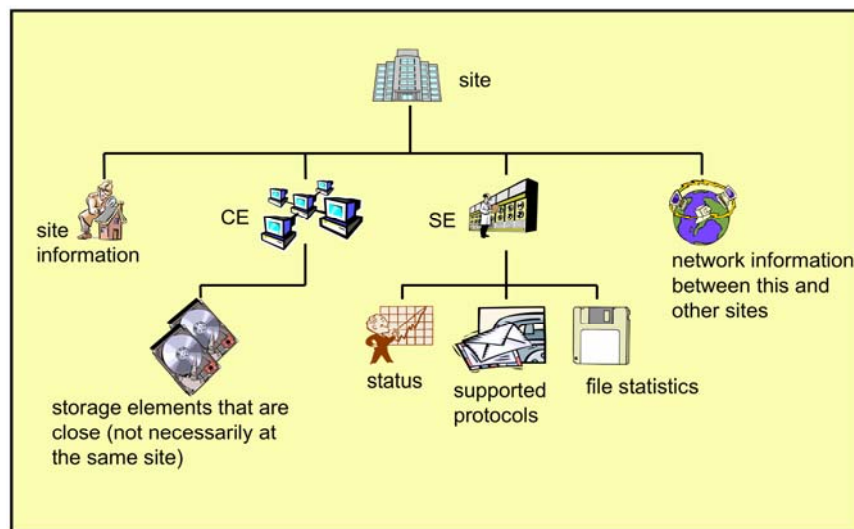 site
site
information
CE
SE
network information
between this and
other sites
storage elements that are
close (not necessarily at
the same site)
status
supported
protocols
file statistics